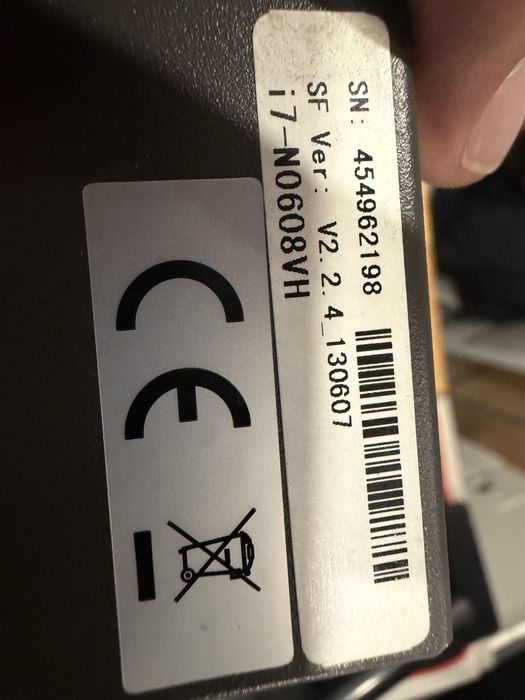 SN: 454962198
SF Ver: V2.2.4_130607
i7-N0608VH
CE